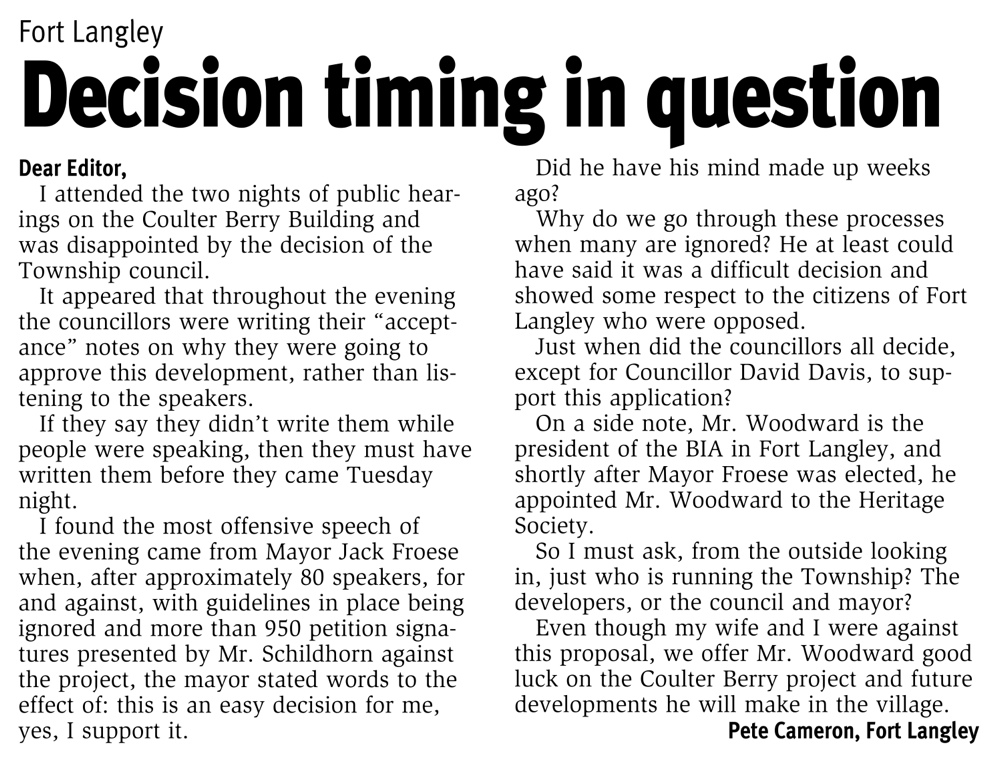 Fort Langley
Decision timing in question
Dear Editor,
I attended the two nights of public hear-
ings on the Coulter Berry Building and
was disappointed by the decision of the
Township council.
It appeared that throughout the evening
the councillors were writing their “accept-
ance” notes on why they were going to
approve this development, rather than lis-
tening to the speakers.
If they say they didn’t write them while
people were speaking, then they must have
written them before they came Tuesday
night.
I found the most offensive speech of
the evening came from Mayor Jack Froese
when, after approximately 80 speakers, for
and against, with guidelines in place being
ignored and more than 950 petition signa-
tures presented by Mr. Schildhorn against
the project, the mayor stated words to the
effect of: this is an easy decision for me,
yes, I support it.
Did he have his mind made up weeks
ago?
Why do we go through these processes
when many are ignored? He at least could
have said it was a difficult decision and
showed some respect to the citizens of Fort
Langley who were opposed.
Just when did the councillors all decide,
except for Councillor David Davis, to sup-
port this application?
On a side note, Mr. Woodward is the
president of the BIA in Fort Langley, and
shortly after Mayor Froese was elected, he
appointed Mr. Woodward to the Heritage
Society.
So I must ask, from the outside looking
in, just who is running the Township? The
developers, or the council and mayor?
Even though my wife and I were against
this proposal, we offer Mr. Woodward good
luck on the Coulter Berry project and future
developments he will make in the village.
Pete Cameron, Fort Langley